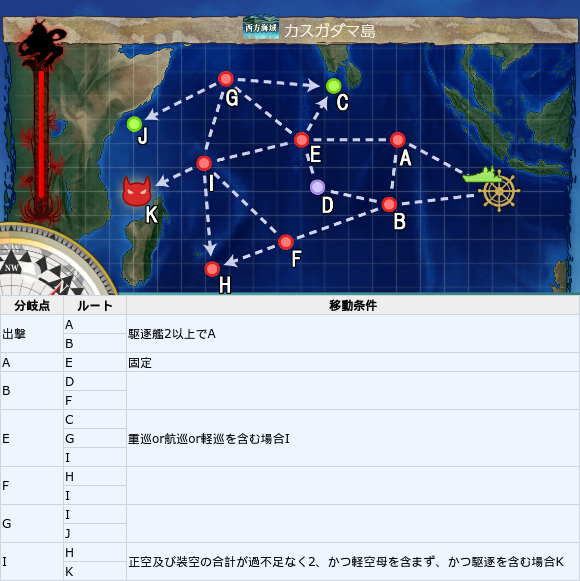 西方海域 カスガダマ島
G
C
J
E
A
I
K
D
B
F
H
NW
分岐点 ルート 移動条件
出撃 A 駆逐艦2以上でA
B
A E 固定
B D
F
E C 重巡or航巡or軽巡を含む場合I
G
I
F H
I
G I
J
I H 正空及び装空の合計が過不足なく2、かつ軽空母を含まず、かつ駆逐を含む場合K
K